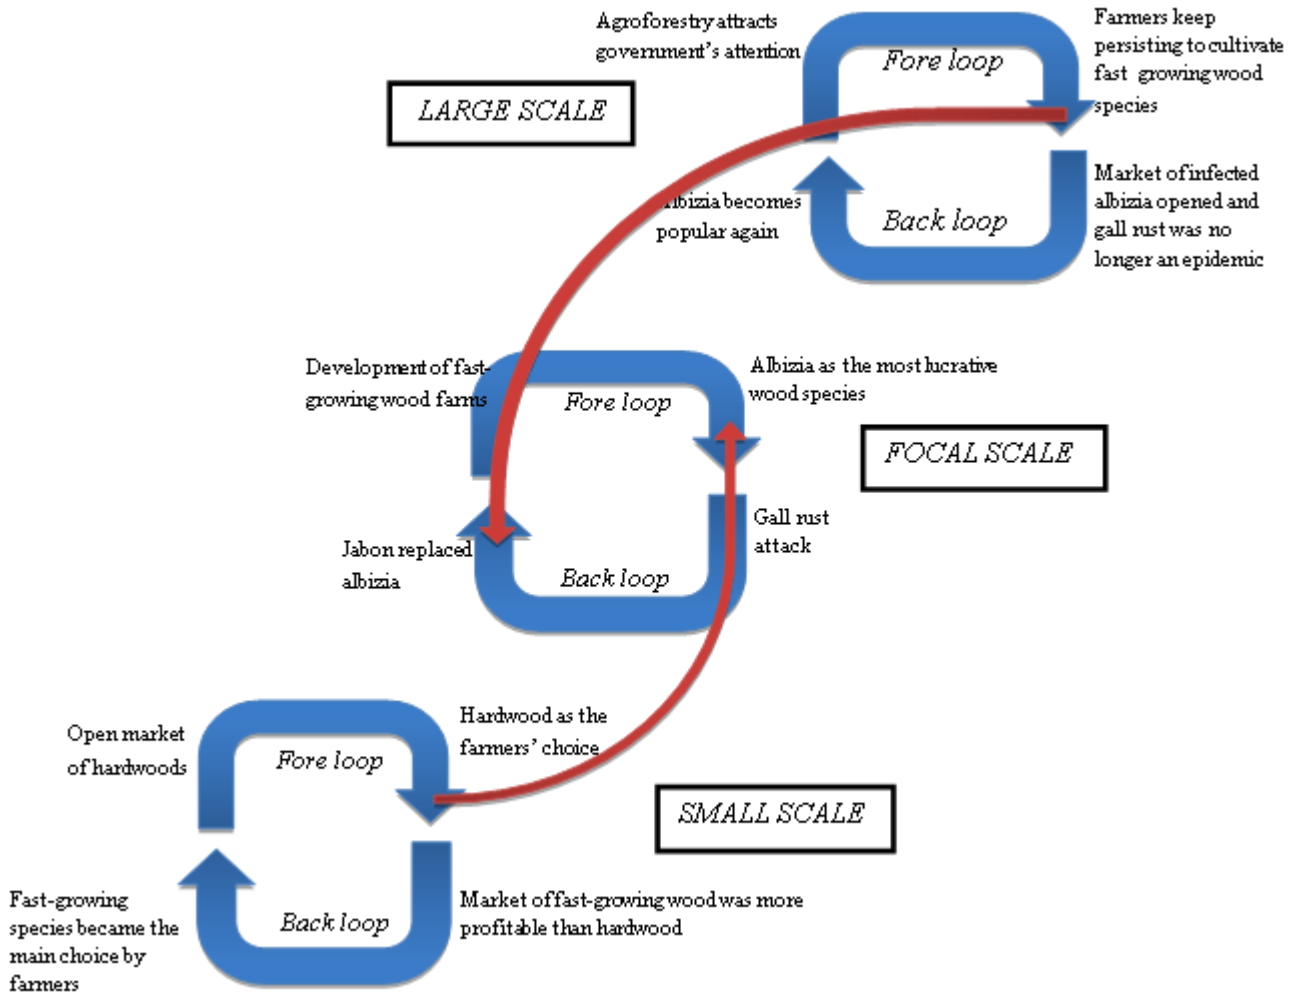 Agroforestry attracts
government's attention
Fore loop
Farmers keep
persisting to cultivate
fast growing wood
species
LARGE SCALE
albizia becomes
popular again
Back loop
Market of infected
albizia opened and
gall rust was no
longer an epidemic
Development of fast-
growing wood farms
Fore loop
Albizia as the most lucrative
wood species
FOCAL SCALE
Jabon replaced
albizia
Back loop
Gall rust
attack
Open market
of hardwoods
Fore loop
Hardwood as the
farmers' choice
SMALL SCALE
Fast-growing
species became the
main choice by
farmers
Back loop
Market of fast-growing wood was more
profitable than hardwood